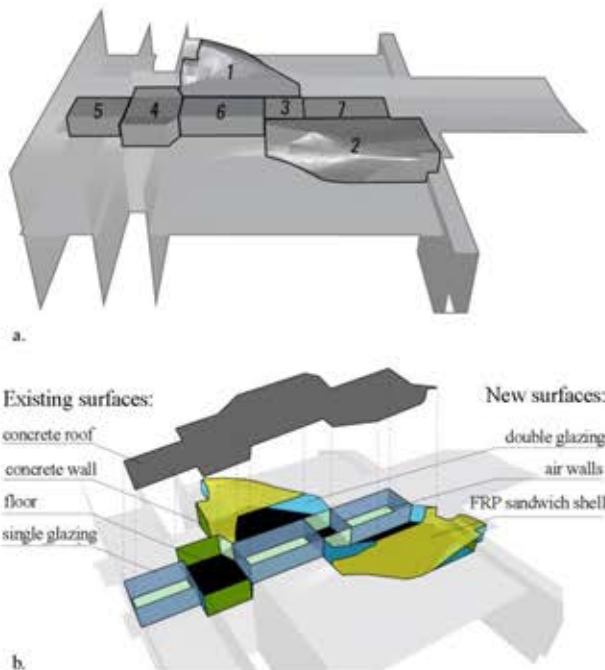 1
5
4
6
3
7
2
a.
Existing surfaces:
New surfaces:
concrete roof
double glazing
concrete wall
air walls
floor
FRP sandwich shell
single glazing
b.